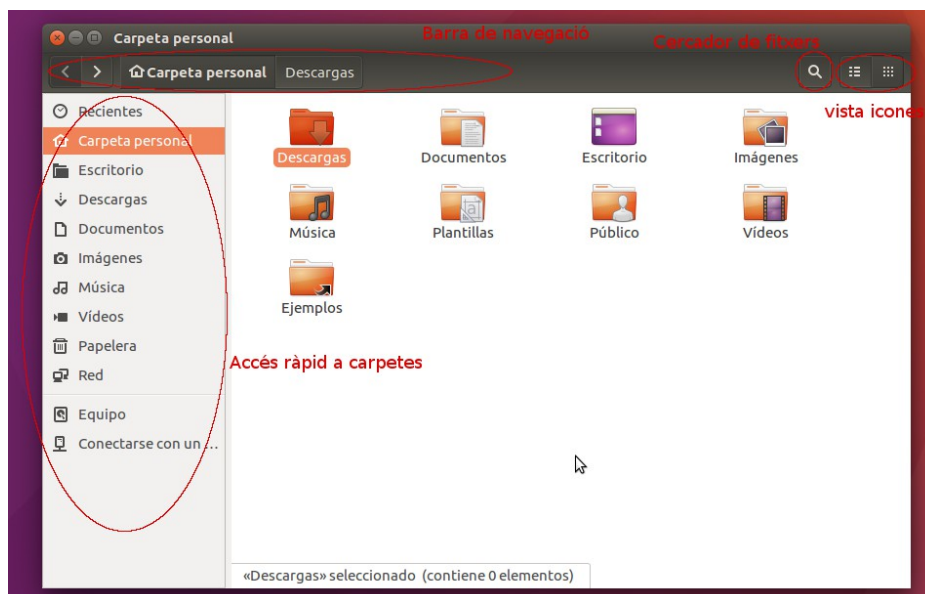 Carpeta personal
Barra de navegació
Cercador de fitxers
Carpeta personal Descargas
vista icones
Recientes
Carpeta personal
Escritorio
Descargas
Documentos
Imágenes
Música
Vídeos
Papelera
Red
Equipo
Conectarse con un ...
Descargas Documentos Escritorio Imágenes
Música Plantillas Público Vídeos
Ejemplos
Accés ràpid a carpetes
«Descargas» seleccionado (contiene 0 elementos)